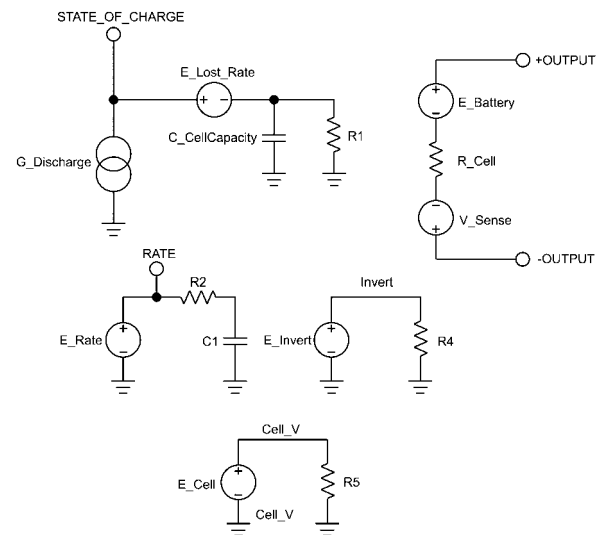 STATE_OF_CHARGE
E_Lost_Rate
+ -
C_CellCapacity
R1
G_Discharge
+OUTPUT
+
E_Battery
-
R_Cell
-
V_Sense
+
-OUTPUT
RATE
R2
E_Rate
+
-
C1
Invert
E_Invert
+
-
R4
Cell_V
E_Cell
+
-
R5
Cell_V